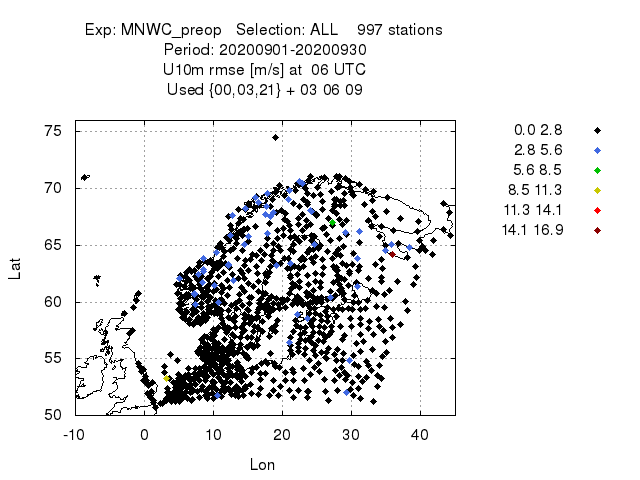 Exp: MNWC_preop   Selection: ALL    997 stations
Period: 20200901-20200930
U10m rmse [m/s] at  06 UTC
Used {00,03,21} + 03 06 09
75
70
65
60
55
50
Lat
-10 0 10 20 30 40
Lon
0.0 2.8
2.8 5.6
5.6 8.5
8.5 11.3
11.3 14.1
14.1 16.9